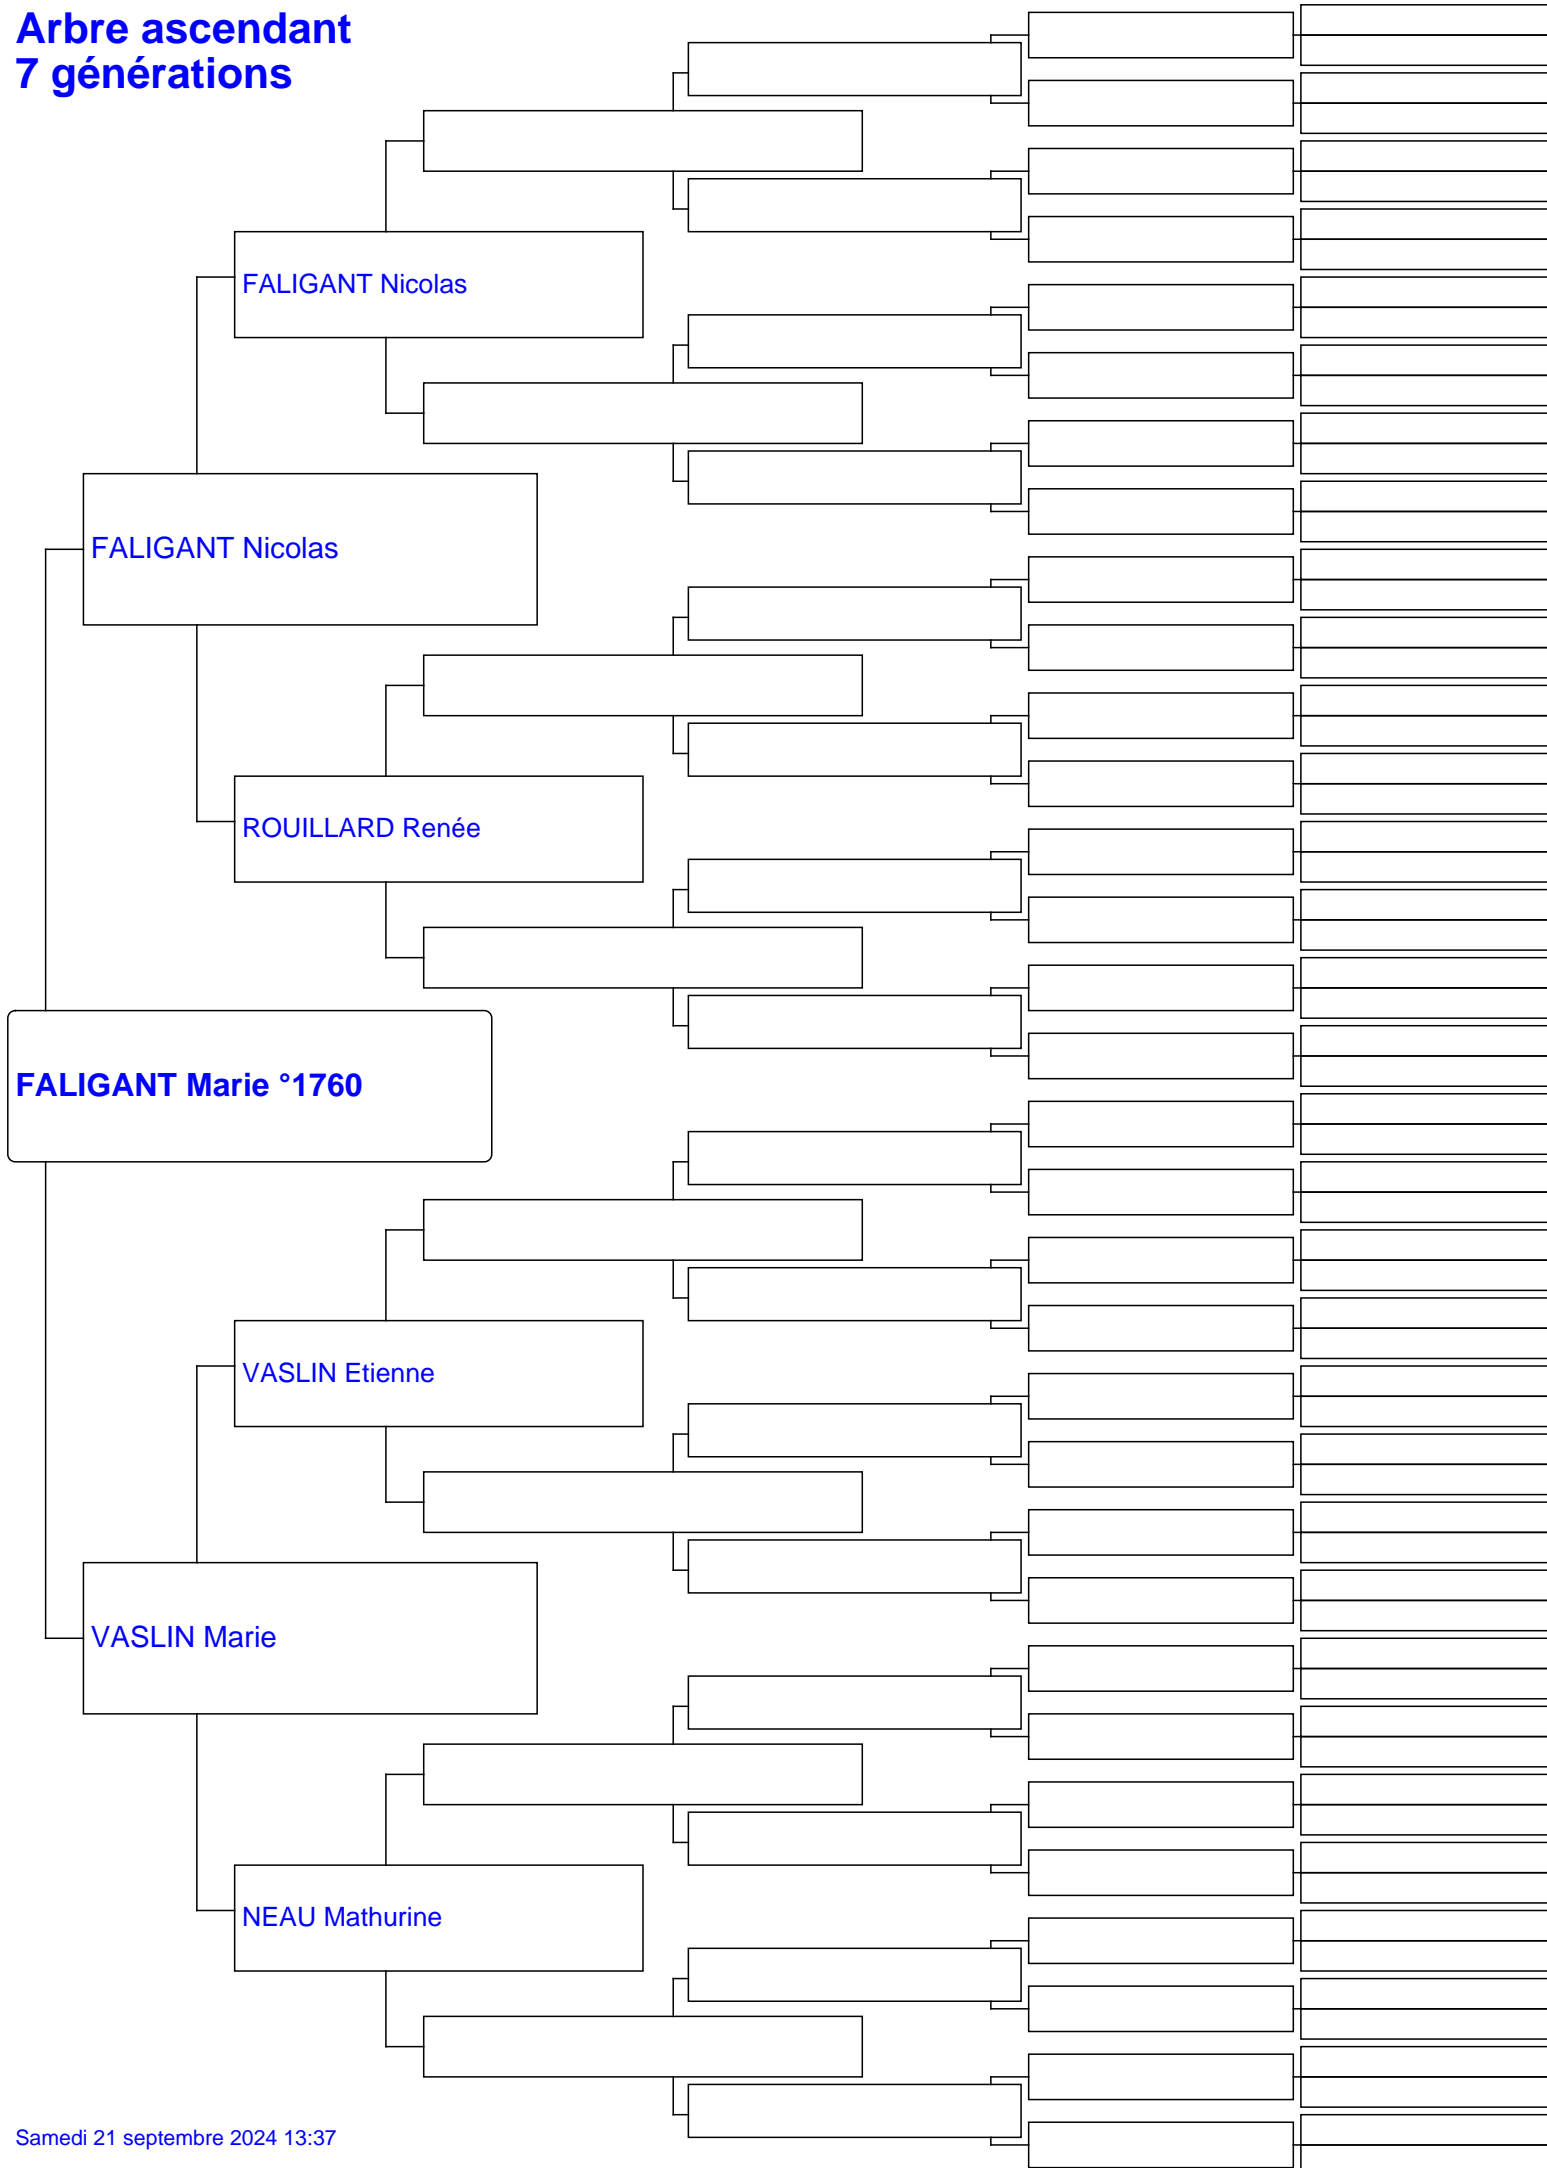 Arbre ascendant
7 générations
FALIGANT Nicolas
FALIGANT Nicolas
ROUILLARD Renée
FALIGANT Marie °1760
VASLIN Etienne
VASLIN Marie
NEAU Mathurine
Samedi 21 septembre 2024 13:37